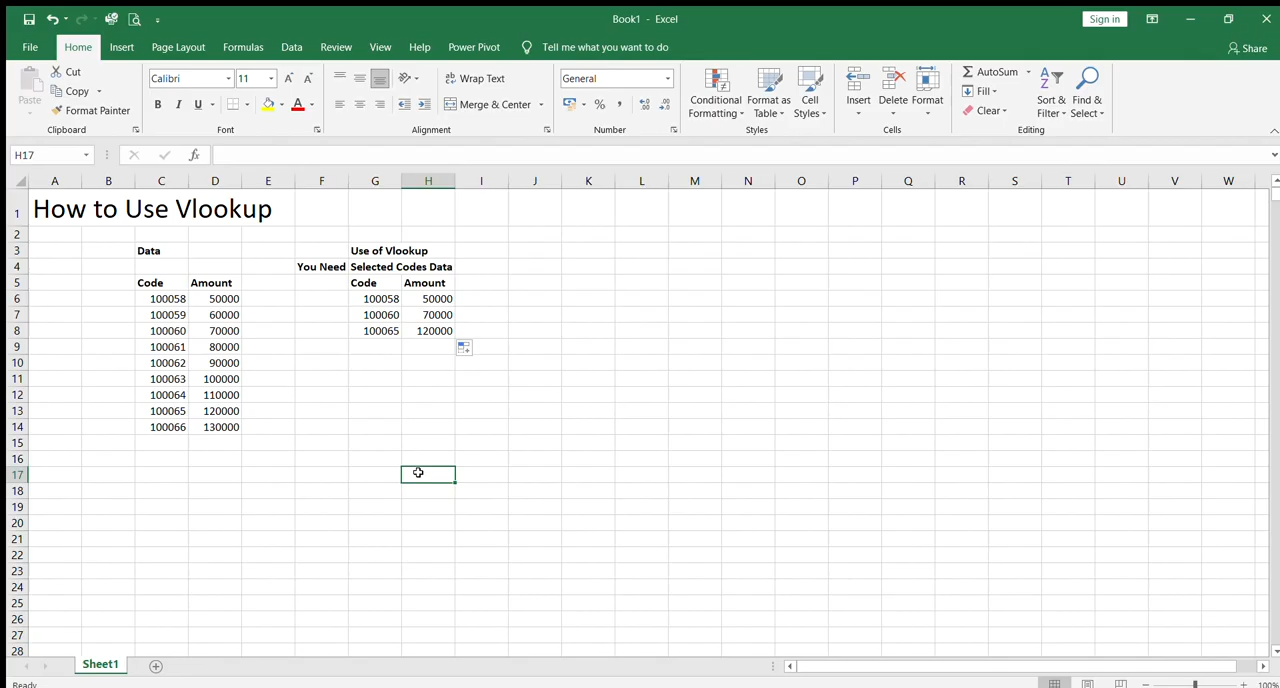 Book1 - Excel
Sign in
File Home Insert Page Layout Formulas Data Review View Help Power Pivot Tell me what you want to do Share
Paste
Cut
Copy
Format Painter
Clipboard
Calibri 11
B I U
Font
Wrap Text
Merge & Center
Alignment
General
Number
Conditional Formatting
Format as Table
Cell Styles
Styles
Insert Delete Format
Cells
AutoSum
Fill
Clear
Sort & Filter
Find & Select
Editing
H17 fx
A B C D E F G H I J K L M N O P Q R S T U V W
1 How to Use Vlookup
2
3 Data Use of Vlookup
4 You Need Selected Codes Data
5 Code Amount Code Amount
6 100058 50000 100058 50000
7 100059 60000 100060 70000
8 100060 70000 100065 120000
9 100061 80000
10 100062 90000
11 100063 100000
12 100064 110000
13 100065 120000
14 100066 130000
15
16
17
18
19
20
21
22
23
24
25
26
27
28
Sheet1
Ready 100%